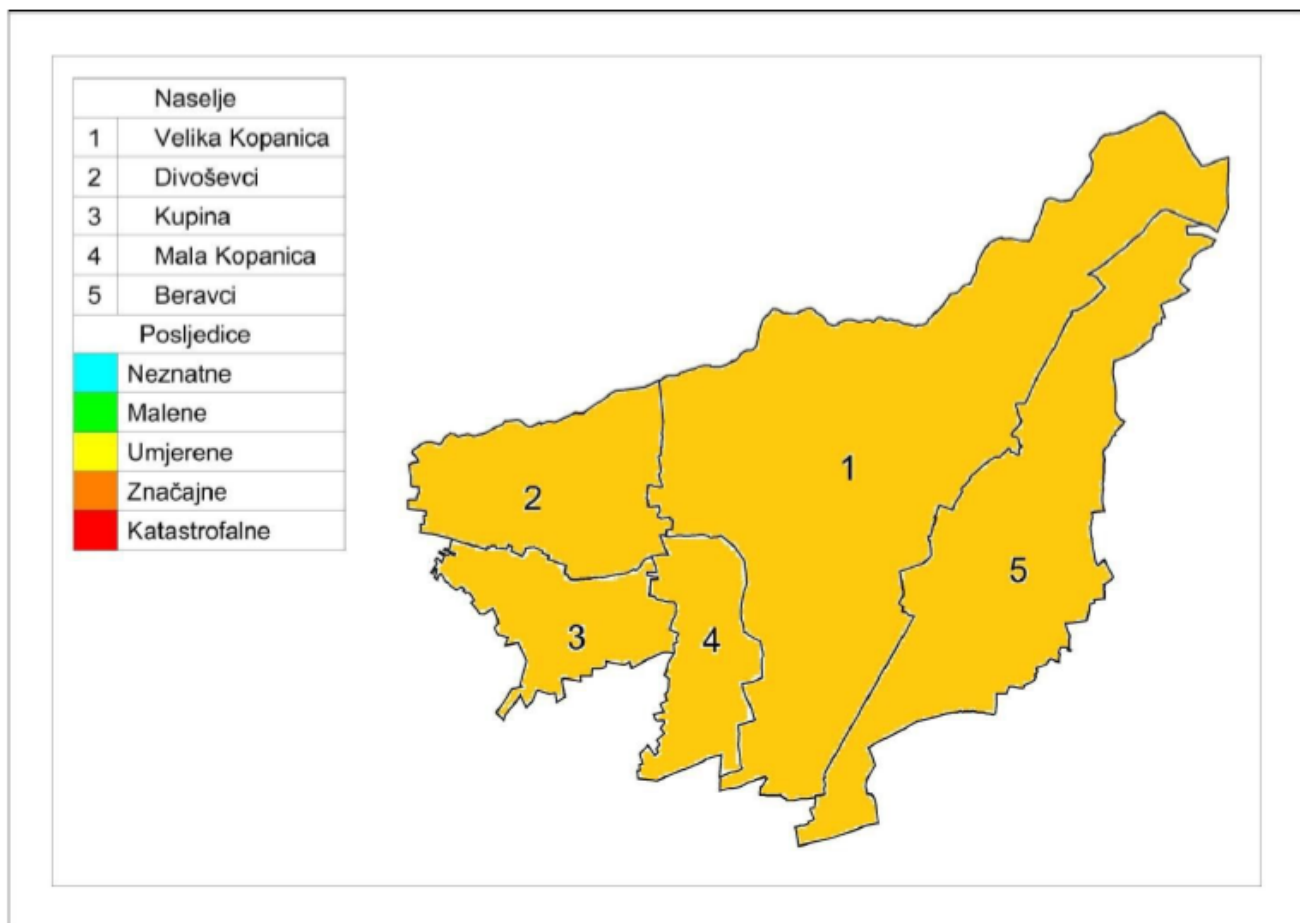 Naselje
1 Velika Kopanica
2 Divoševci
3 Kupina
4 Mala Kopanica
5 Beravci
Posljedice
Neznatne
Malene
Umjerene
Značajne
Katastrofalne
1
2
5
3
4